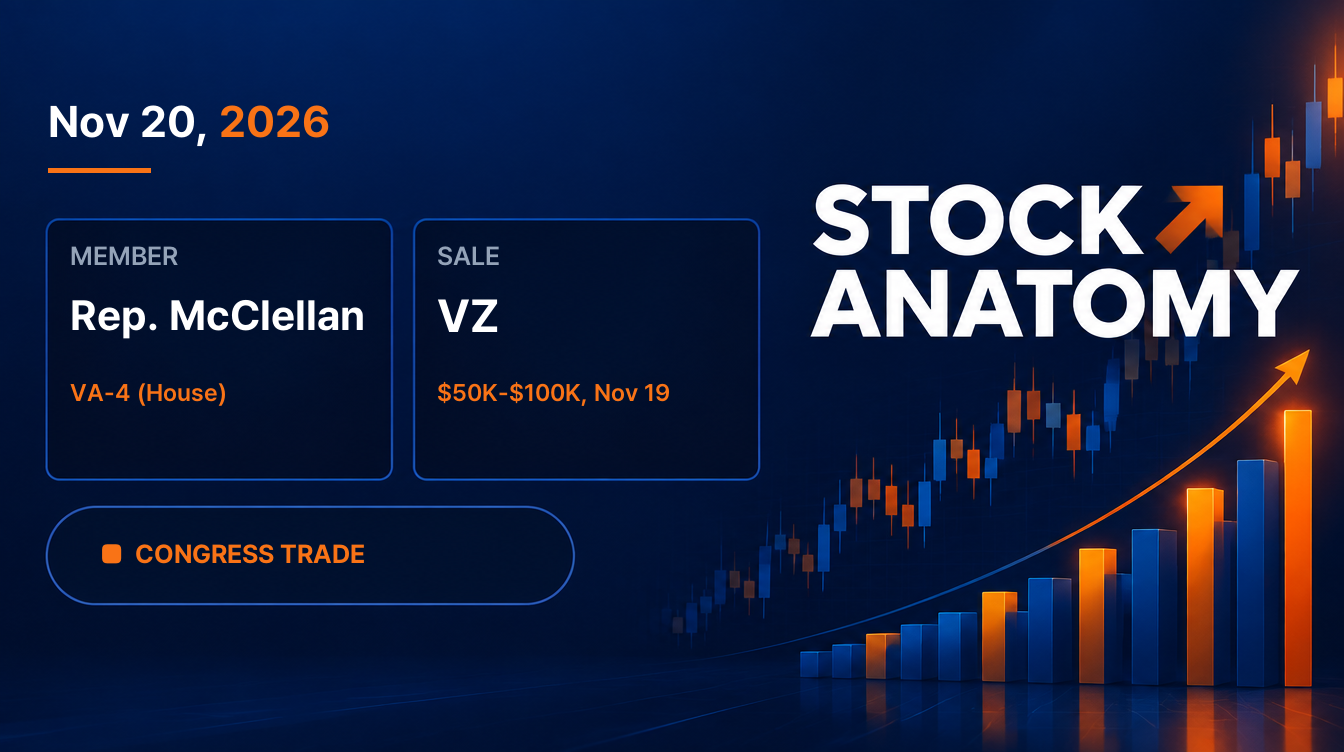 Nov 20, 2026
MEMBER
Rep. McClellan
VA-4 (House)
SALE
VZ
$50K-$100K, Nov 19
CONGRESS TRADE
STOCK
ANATOMY